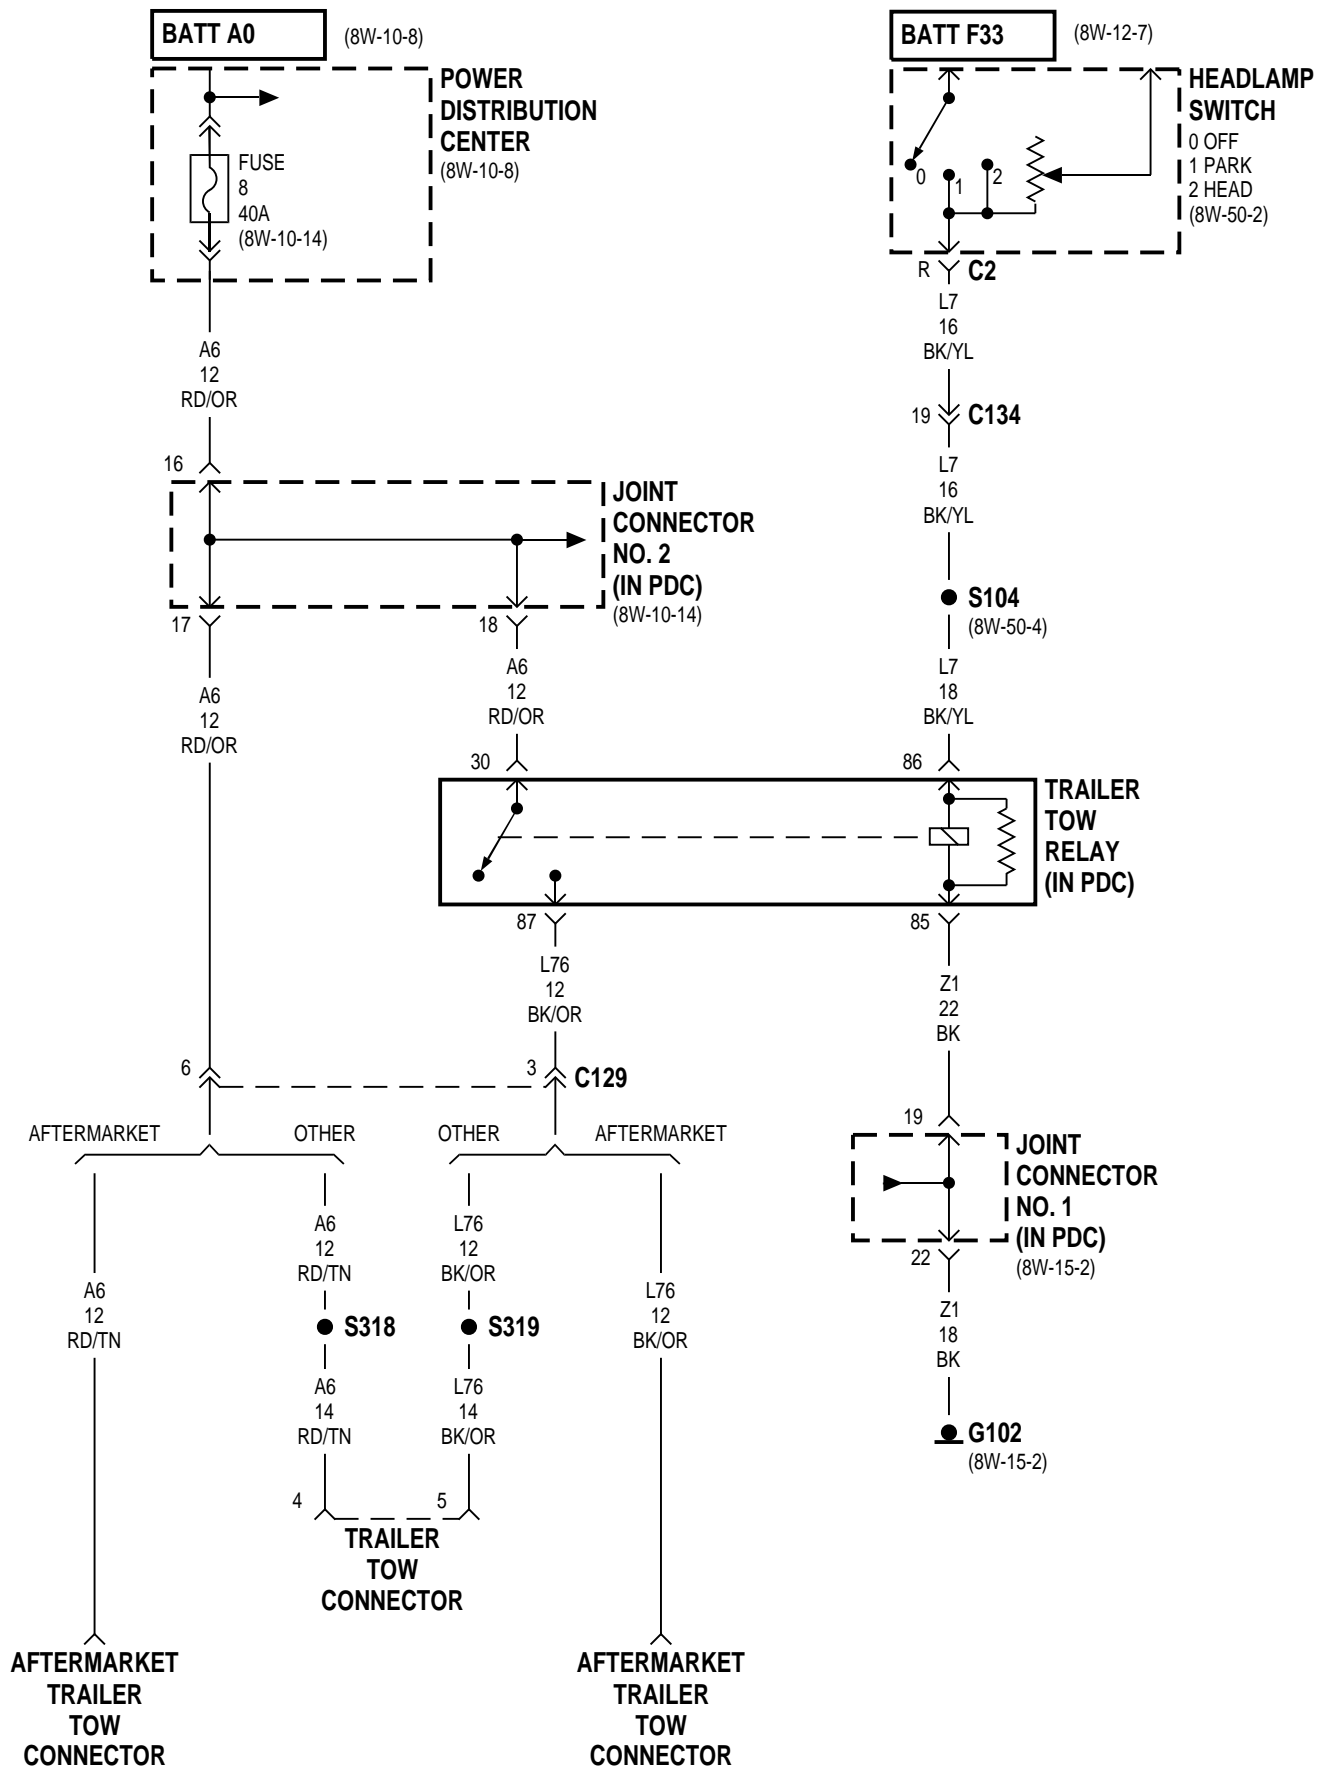 BATT A0
(8W-10-8)
BATT F33
(8W-12-7)
POWER
DISTRIBUTION
CENTER
(8W-10-8)
FUSE
8
40A
(8W-10-14)
HEADLAMP
SWITCH
0 OFF
1 PARK
2 HEAD
(8W-50-2)
0
1
2
R
C2
L7
16
BK/YL
A6
12
RD/OR
19
C134
16
L7
16
BK/YL
JOINT
CONNECTOR
NO. 2
(IN PDC)
(8W-10-14)
17
18
S104
(8W-50-4)
A6
12
RD/OR
A6
12
RD/OR
L7
18
BK/YL
30
86
TRAILER
TOW
RELAY
(IN PDC)
87
85
L76
12
BK/OR
Z1
22
BK
6
3
C129
19
AFTERMARKET
OTHER
OTHER
AFTERMARKET
JOINT
CONNECTOR
NO. 1
(IN PDC)
(8W-15-2)
22
A6
12
RD/TN
A6
12
RD/TN
L76
12
BK/OR
L76
12
BK/OR
Z1
18
BK
S318
S319
A6
14
RD/TN
L76
14
BK/OR
G102
(8W-15-2)
4
5
TRAILER
TOW
CONNECTOR
AFTERMARKET
TRAILER
TOW
CONNECTOR
AFTERMARKET
TRAILER
TOW
CONNECTOR